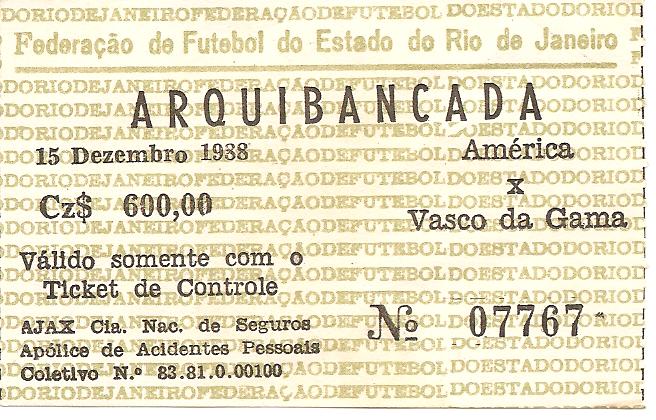 Federação de Futebol do Estado do Rio de Janeiro
ARQUIBANCADA
15 Dezembro 1988
América
x
Vasco da Gama
Cz$ 600,00
Válido somente com o
Ticket de Controle
AJAX Cia. Nac. de Seguros
Apólice de Acidentes Pessoais
Coletivo N.º 83.81.0.00100
Nº 07767